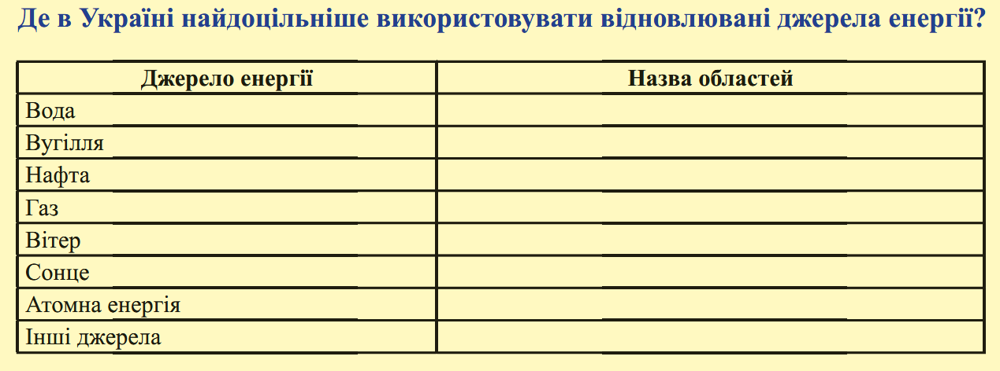 Де в Україні найдоцільніше використовувати відновлювані джерела енергії?
Джерело енергії Назва областей
Вода
Вугілля
Нафта
Газ
Вітер
Сонце
Атомна енергія
Інші джерела